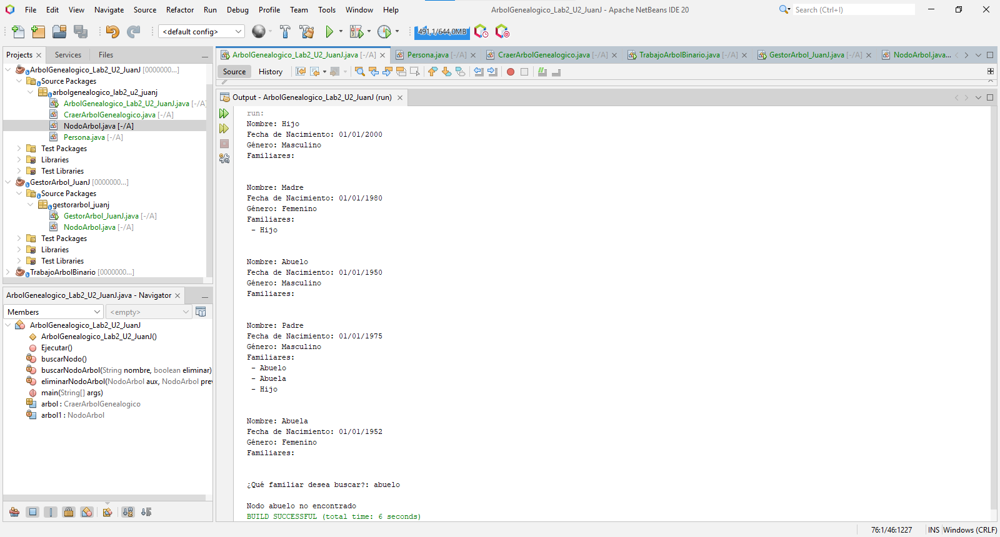 File Edit View Navigate Source Refactor Run Debug Profile Team Tools Window Help
ArbolGenealogico_Lab2_U2_JuanJ - Apache NetBeans IDE 20
Search (Ctrl+I)
<default config>
491,1/644,0MB
Projects Services Files
ArbolGenealogico_Lab2_U2_JuanJ [0000000...]
Source Packages
arbolgenealogico_lab2_u2_juanj
ArbolGenealogico_Lab2_U2_JuanJ.java [-/A]
CraerArbolGenealogico.java [-/A]
NodoArbol.java [-/A]
Persona.java [-/A]
Test Packages
Libraries
Test Libraries
GestorArbol_JuanJ [0000000...]
Source Packages
gestorarbol_juanj
GestorArbol_JuanJ.java [-/A]
NodoArbol.java [-/A]
Test Packages
Libraries
Test Libraries
TrabajoArbolBinario [0000000...]
ArbolGenealogico_Lab2_U2_JuanJ.java - Navigator
Members <empty>
ArbolGenealogico_Lab2_U2_JuanJ
ArbolGenealogico_Lab2_U2_JuanJ()
Ejecutar()
buscarNodo()
buscarNodoArbol(String nombre, boolean eliminar)
eliminarNodoArbol(NodoArbol aux, NodoArbol prev
main(String[] args)
arbol : CraerArbolGenealogico
arbol1 : NodoArbol
ArbolGenealogico_Lab2_U2_JuanJ.java [-/A] Persona.java [-/A] CraerArbolGenealogico.java [-/A] TrabajoArbolBinario.java [-/A] GestorArbol_JuanJ.java [-/A] NodoArbol.java...
Source History
Output - ArbolGenealogico_Lab2_U2_JuanJ (run)
run:
Nombre: Hijo
Fecha de Nacimiento: 01/01/2000
Género: Masculino
Familiares:
Nombre: Madre
Fecha de Nacimiento: 01/01/1980
Género: Femenino
Familiares:
- Hijo
Nombre: Abuelo
Fecha de Nacimiento: 01/01/1950
Género: Masculino
Familiares:
Nombre: Padre
Fecha de Nacimiento: 01/01/1975
Género: Masculino
Familiares:
- Abuelo
- Abuela
- Hijo
Nombre: Abuela
Fecha de Nacimiento: 01/01/1952
Género: Femenino
Familiares:
¿Qué familiar desea buscar?: abuelo
Nodo abuelo no encontrado
BUILD SUCCESSFUL (total time: 6 seconds)
76:1/46:1227 INS Windows (CRLF)